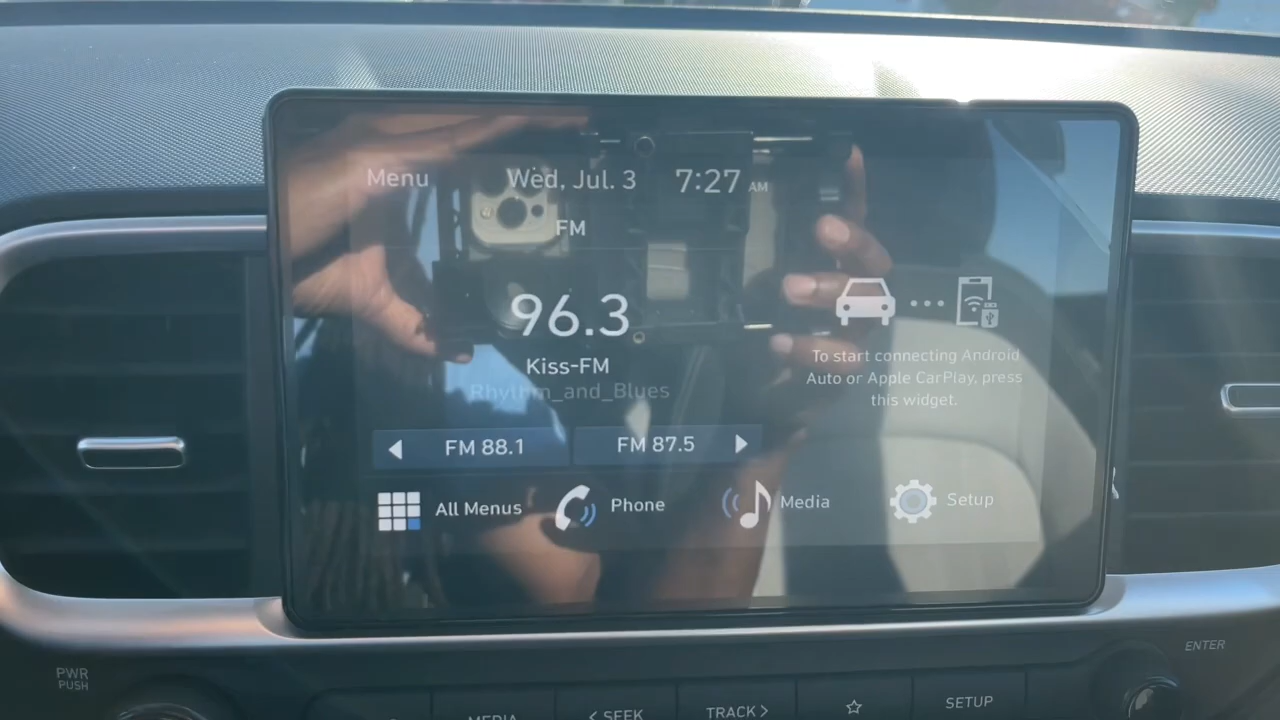 Menu Wed, Jul. 3 7:27 AM
FM
96.3
Kiss-FM
Rhythm_and_Blues
To start connecting Android
Auto or Apple CarPlay, press
this widget.
FM 88.1 FM 87.5
All Menus Phone Media Setup
PWR
PUSH
MEDIA
< SEEK
TRACK >
SETUP
ENTER